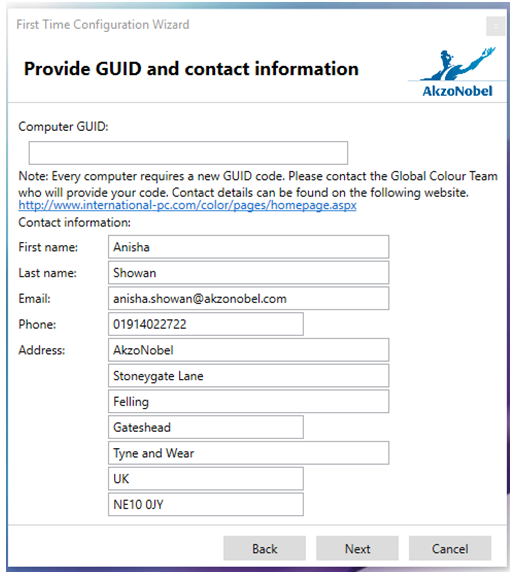 First Time Configuration Wizard
Provide GUID and contact information
AkzoNobel
Computer GUID:
Note: Every computer requires a new GUID code. Please contact the Global Colour Team
who will provide your code. Contact details can be found on the following website.
http://www.international-pc.com/color/pages/homepage.aspx
Contact information:
First name: Anisha
Last name: Showan
Email: anisha.showan@akzonobel.com
Phone: 01914022722
Address: AkzoNobel
Stoneygate Lane
Felling
Gateshead
Tyne and Wear
UK
NE10 0JY
Back Next Cancel